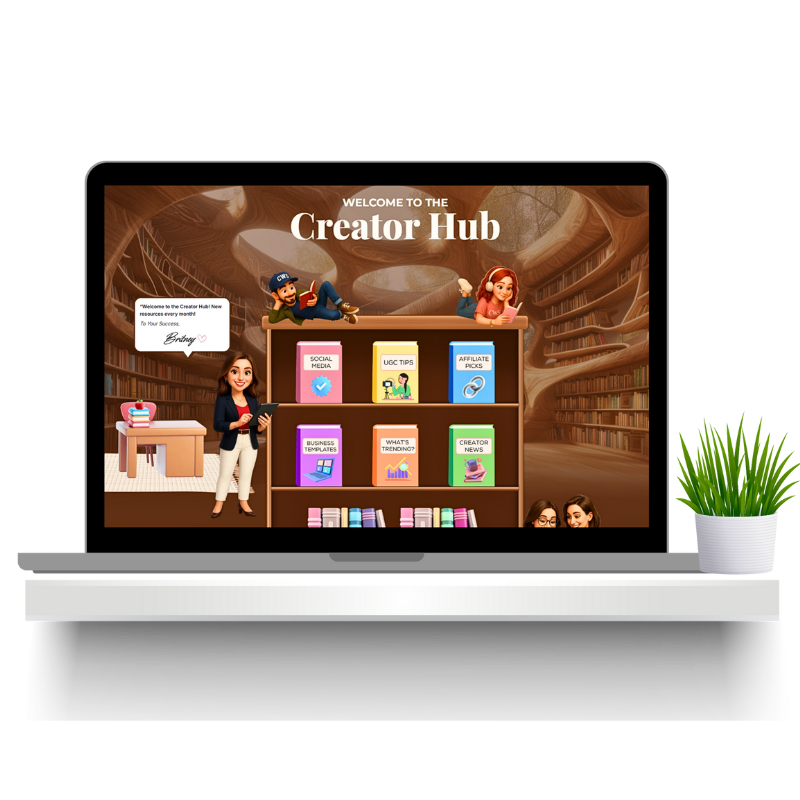 WELCOME TO THE
Creator Hub
"Welcome to the Creator Hub! New
resources every month!
To Your Success,
Britney
SOCIAL
MEDIA
UGC TIPS
AFFILIATE
PICKS
BUSINESS
TEMPLATES
WHAT'S
TRENDING?
CREATOR
NEWS